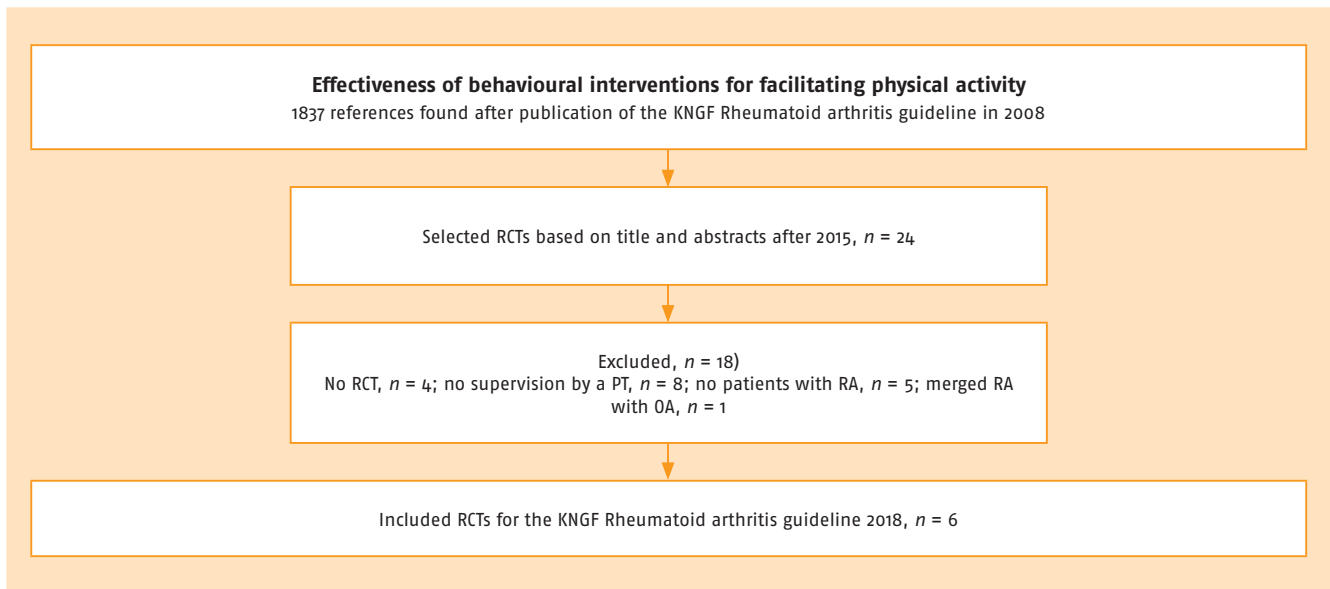 Effectiveness of behavioural interventions for facilitating physical activity
1837 references found after publication of the KNGF Rheumatoid arthritis guideline in 2008
Selected RCTs based on title and abstracts after 2015, n = 24
Excluded, n = 18)
No RCT, n = 4; no supervision by a PT, n = 8; no patients with RA, n = 5; merged RA
with OA, n = 1
Included RCTs for the KNGF Rheumatoid arthritis guideline 2018, n = 6